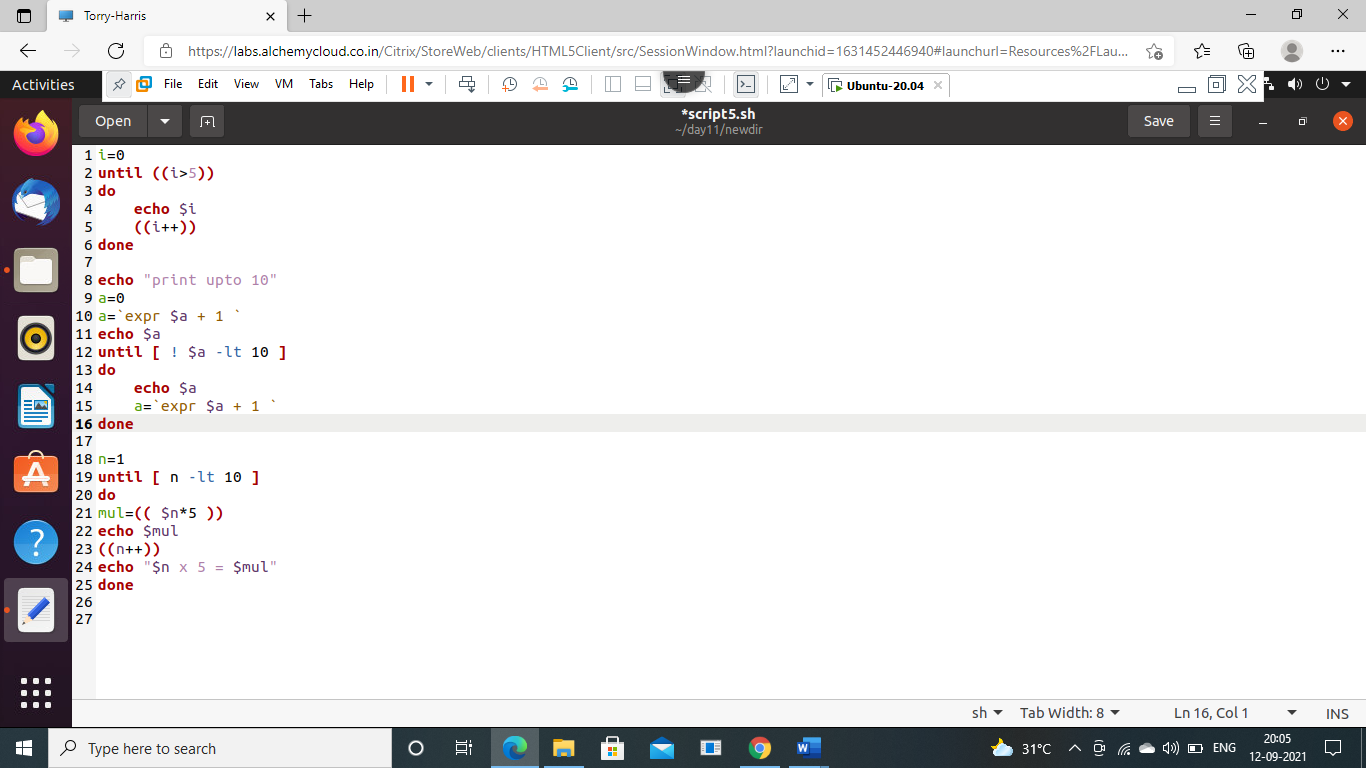 Torry-Harris
https://labs.alchemycloud.co.in/Citrix/StoreWeb/clients/HTML5Client/src/SessionWindow.html?launchid=1631452446940#launchurl=Resources%2FLau...
Activities
File Edit View VM Tabs Help
Ubuntu-20.04
Open
*script5.sh
~/day11/newdir
Save
1 i=0
2 until ((i>5))
3 do
4     echo $i
5     ((i++))
6 done
7
8 echo "print upto 10"
9 a=0
10 a=`expr $a + 1 `
11 echo $a
12 until [ ! $a -lt 10 ]
13 do
14     echo $a
15     a=`expr $a + 1 `
16 done
17
18 n=1
19 until [ n -lt 10 ]
20 do
21 mul=(( $n*5 ))
22 echo $mul
23 ((n++))
24 echo "$n x 5 = $mul"
25 done
26
27
sh Tab Width: 8 Ln 16, Col 1 INS
Type here to search
31°C ENG
20:05
12-09-2021